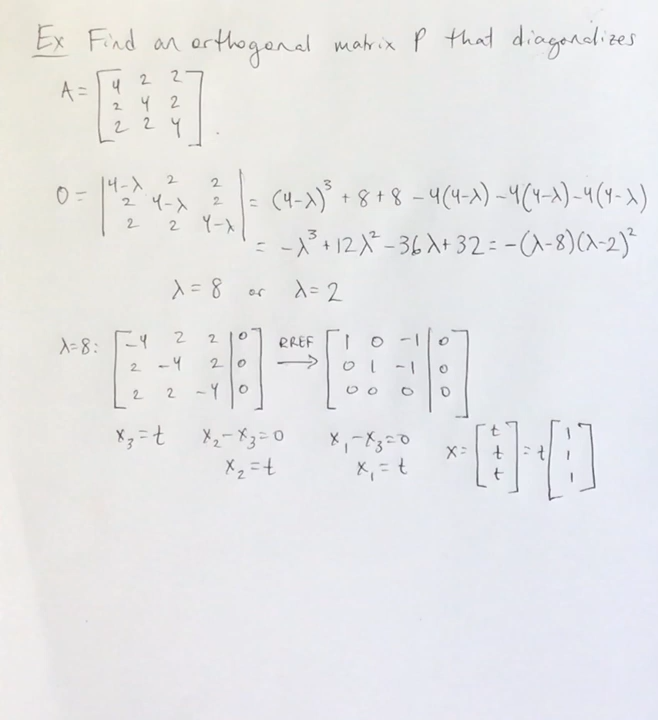 Ex Find an orthogonal matrix P that diagonalizes
A = [4 2 2; 2 4 2; 2 2 4].
0 = |4-λ 2 2; 2 4-λ 2; 2 2 4-λ| = (4-λ)³ + 8 + 8 - 4(4-λ) - 4(4-λ) - 4(4-λ)
= -λ³ + 12λ² - 36λ + 32 = -(λ-8)(λ-2)²
λ = 8 or λ = 2
λ=8: [-4 2 2 | 0; 2 -4 2 | 0; 2 2 -4 | 0] RREF → [1 0 -1 | 0; 0 1 -1 | 0; 0 0 0 | 0]
x₃ = t x₂-x₃=0 x₁-x₃=0 x = [t; t; t] = t[1; 1; 1]
x₂ = t x₁ = t